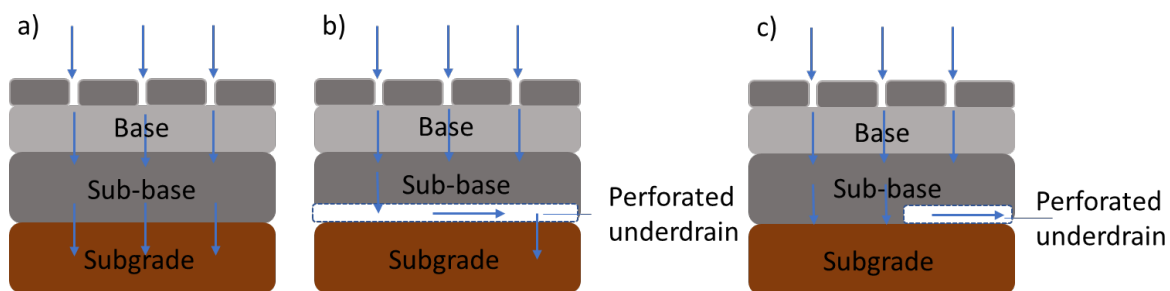 a)
Base
Sub-base
Subgrade
b)
Base
Sub-base
Subgrade
Perforated
underdrain
c)
Base
Sub-base
Subgrade
Perforated
underdrain